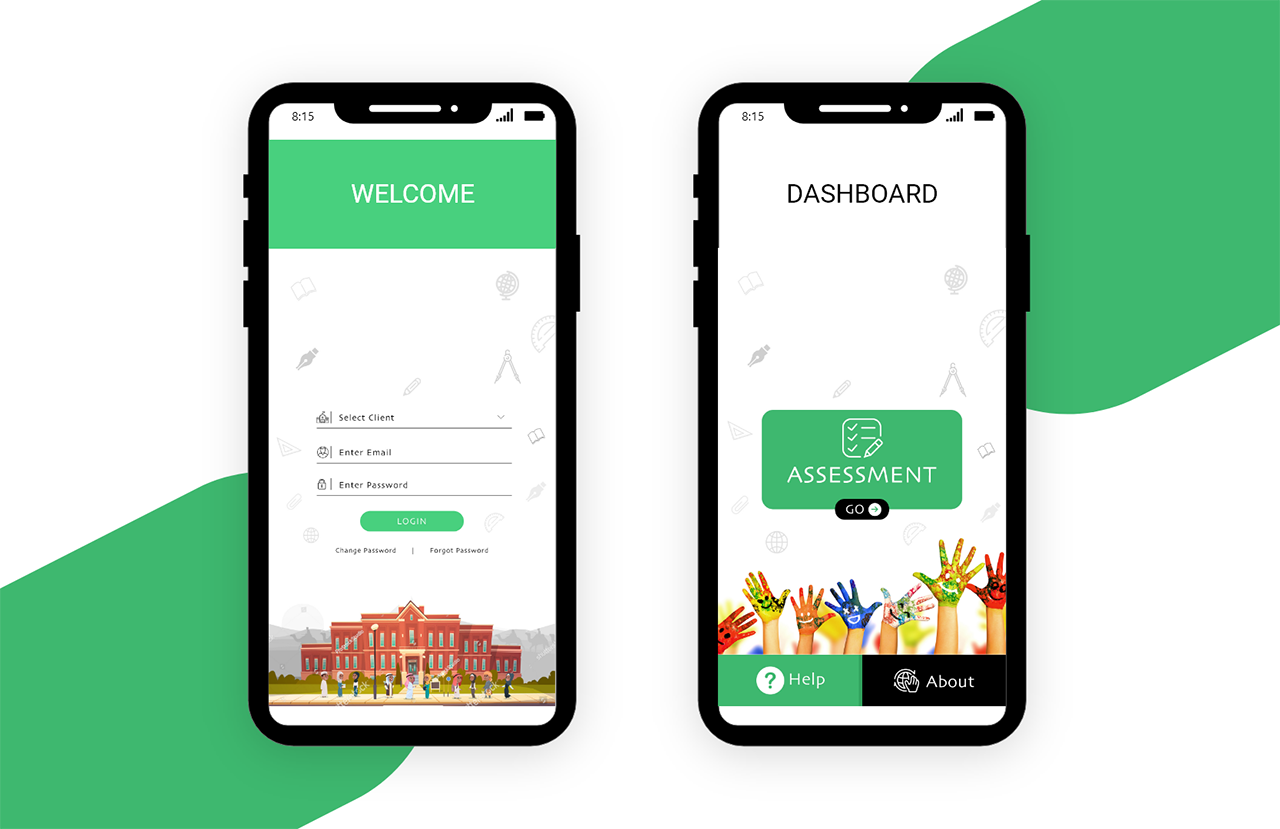 8:15
WELCOME
Select Client
Enter Email
Enter Password
LOGIN
Change Password | Forgot Password
8:15
DASHBOARD
ASSESSMENT
GO
? Help
About